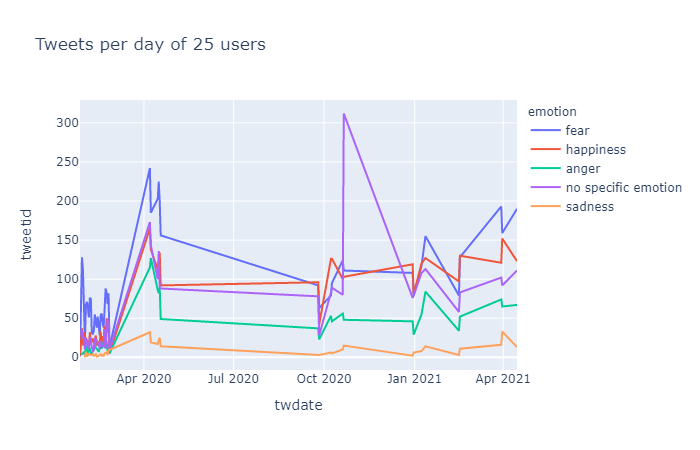 Tweets per day of 25 users
emotion
fear
happiness
anger
no specific emotion
sadness
tweetid
300
250
200
150
100
50
0
Apr 2020
Jul 2020
Oct 2020
Jan 2021
Apr 2021
twdate